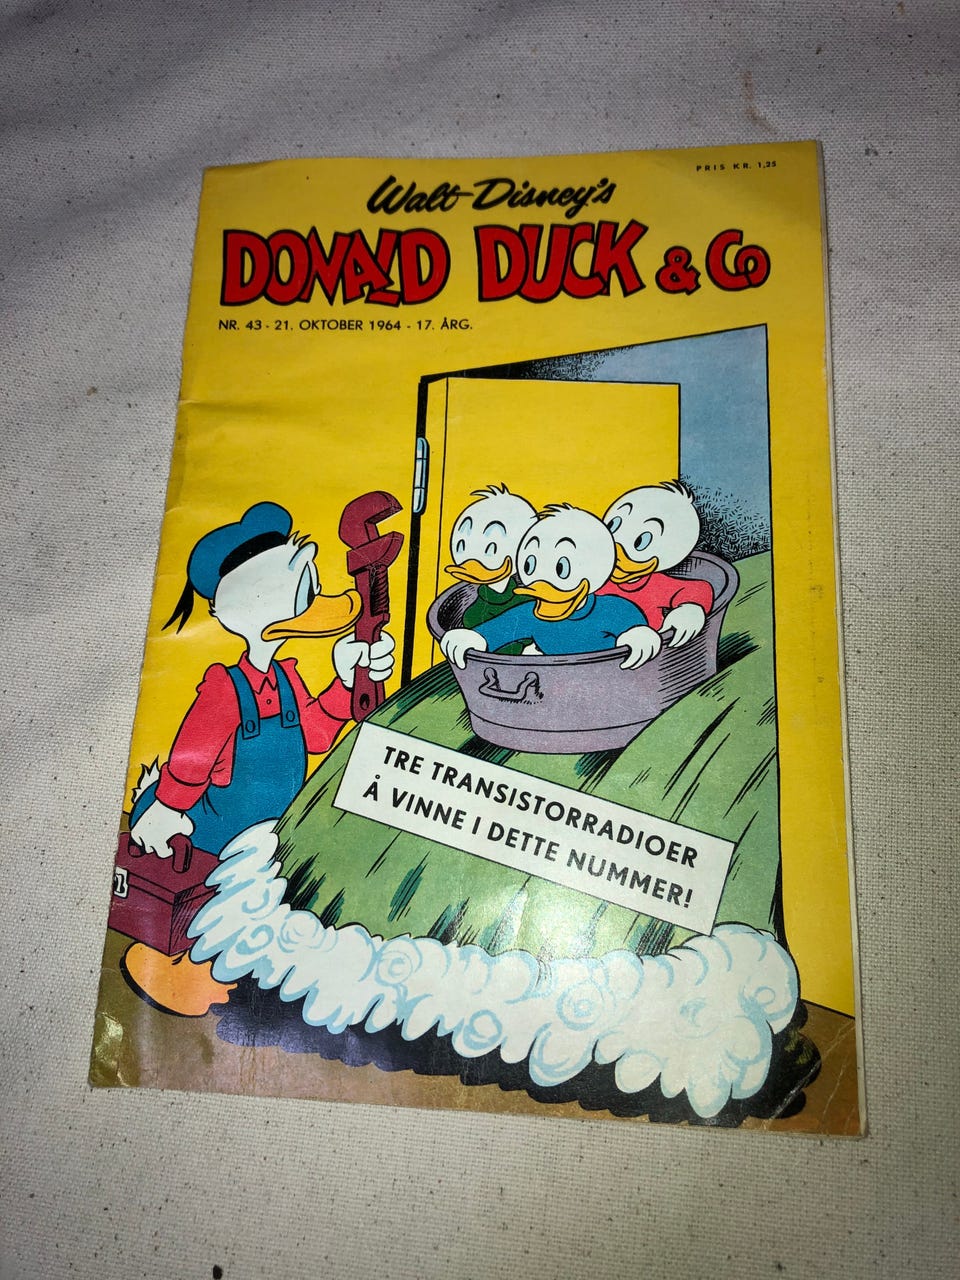 PRIS KR. 1,25
Walt Disney's
DONALD DUCK & Co
NR. 43 - 21. OKTOBER 1964 - 17. ÅRG.
TRE TRANSISTORRADIOER
Å VINNE I DETTE NUMMER!